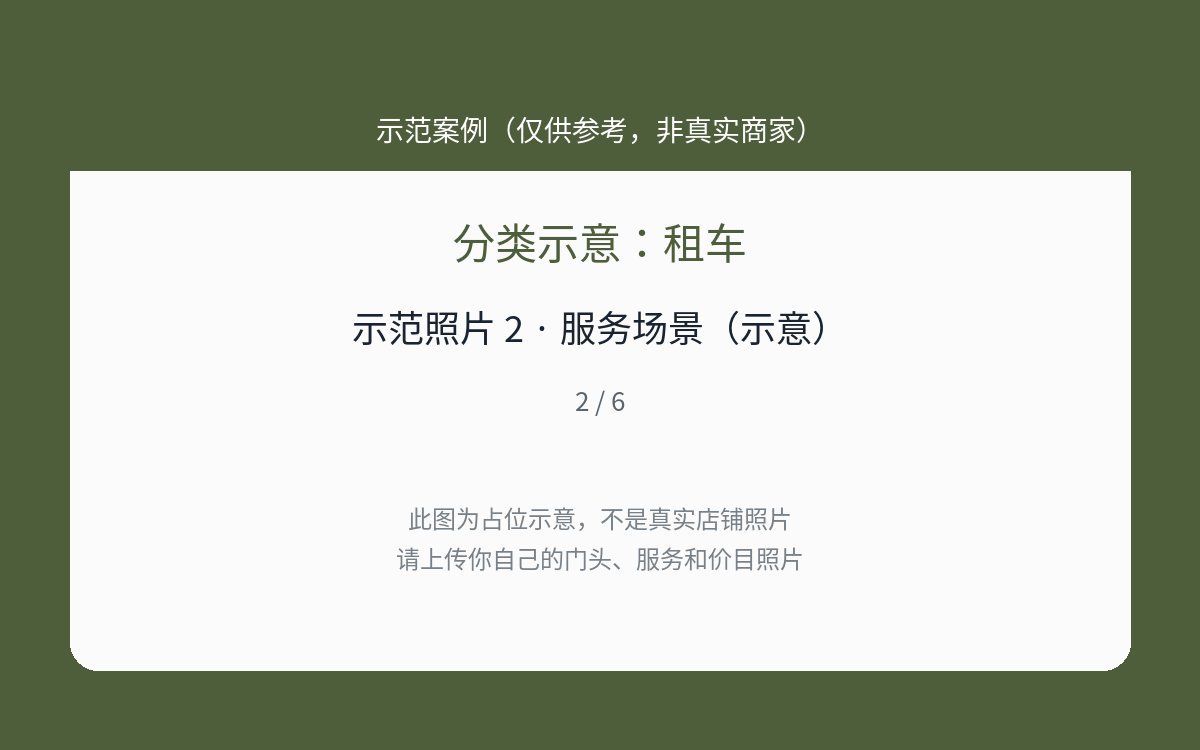 示范案例（仅供参考，非真实商家）
分类示意：租车
示范照片 2 · 服务场景（示意）
2 / 6
此图为占位示意，不是真实店铺照片
请上传你自己的门头、服务和价目照片